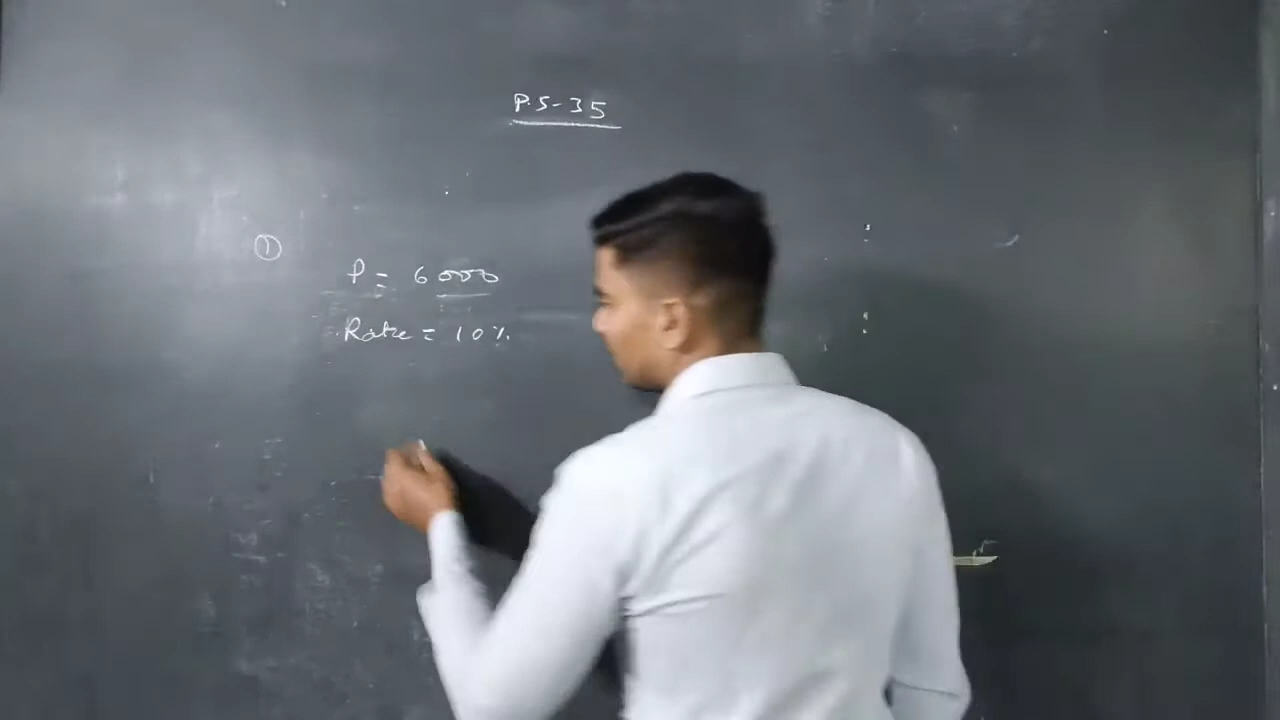 P.S-35
①
P = 6000
Rate = 10%